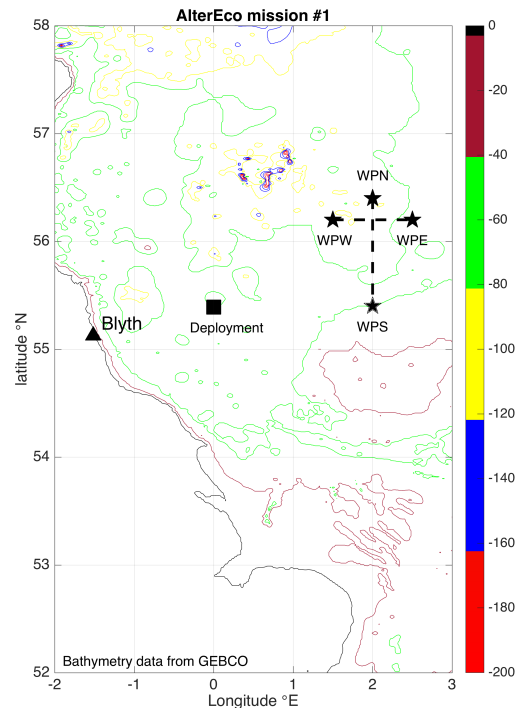 AlterEco mission #1
58
57
56
55
54
53
52
latitude °N
-2
-1
0
1
2
3
Longitude °E
WPN
WPW
WPE
WPS
Blyth
Deployment
Bathymetry data from GEBCO
0
-20
-40
-60
-80
-100
-120
-140
-160
-180
-200